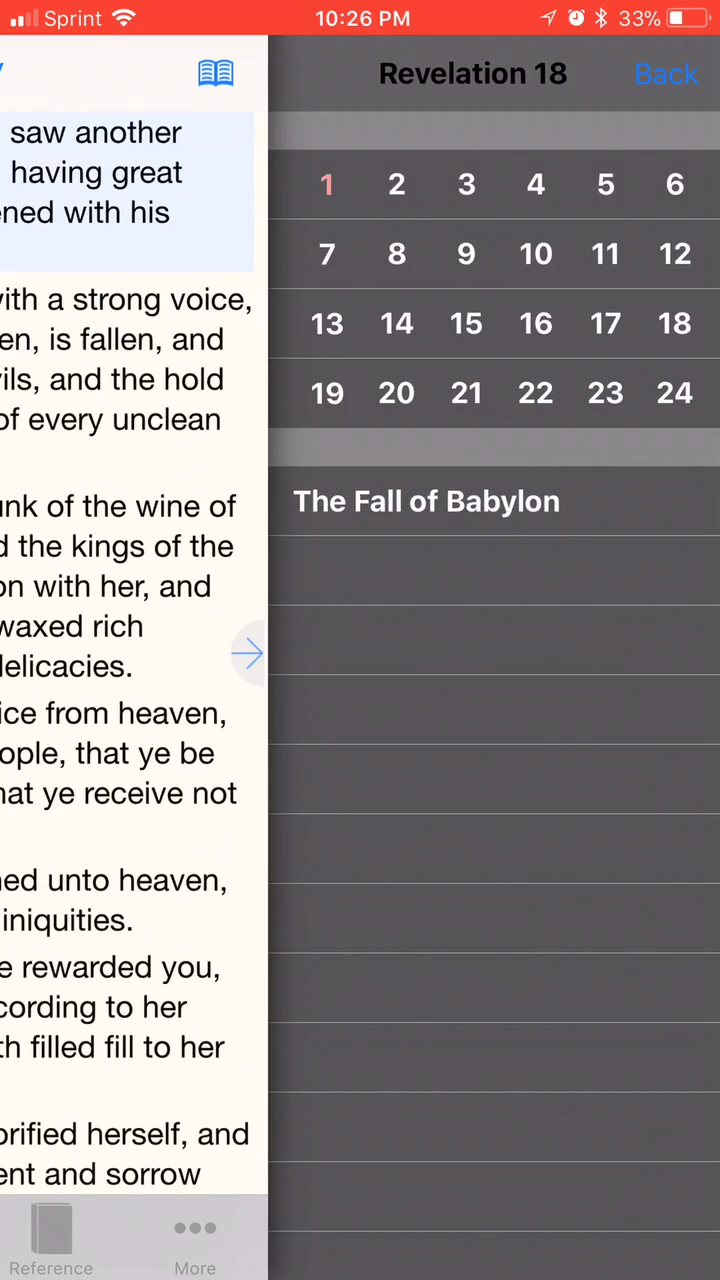 Sprint 10:26 PM 33%
saw another
having great
ened with his
ith a strong voice,
en, is fallen, and
ils, and the hold
of every unclean
unk of the wine of
d the kings of the
on with her, and
waxed rich
delicacies.
ice from heaven,
ople, that ye be
hat ye receive not
ned unto heaven,
iniquities.
e rewarded you,
cording to her
th filled fill to her
orified herself, and
ent and sorrow
Reference More
Revelation 18 Back
1 2 3 4 5 6
7 8 9 10 11 12
13 14 15 16 17 18
19 20 21 22 23 24
The Fall of Babylon